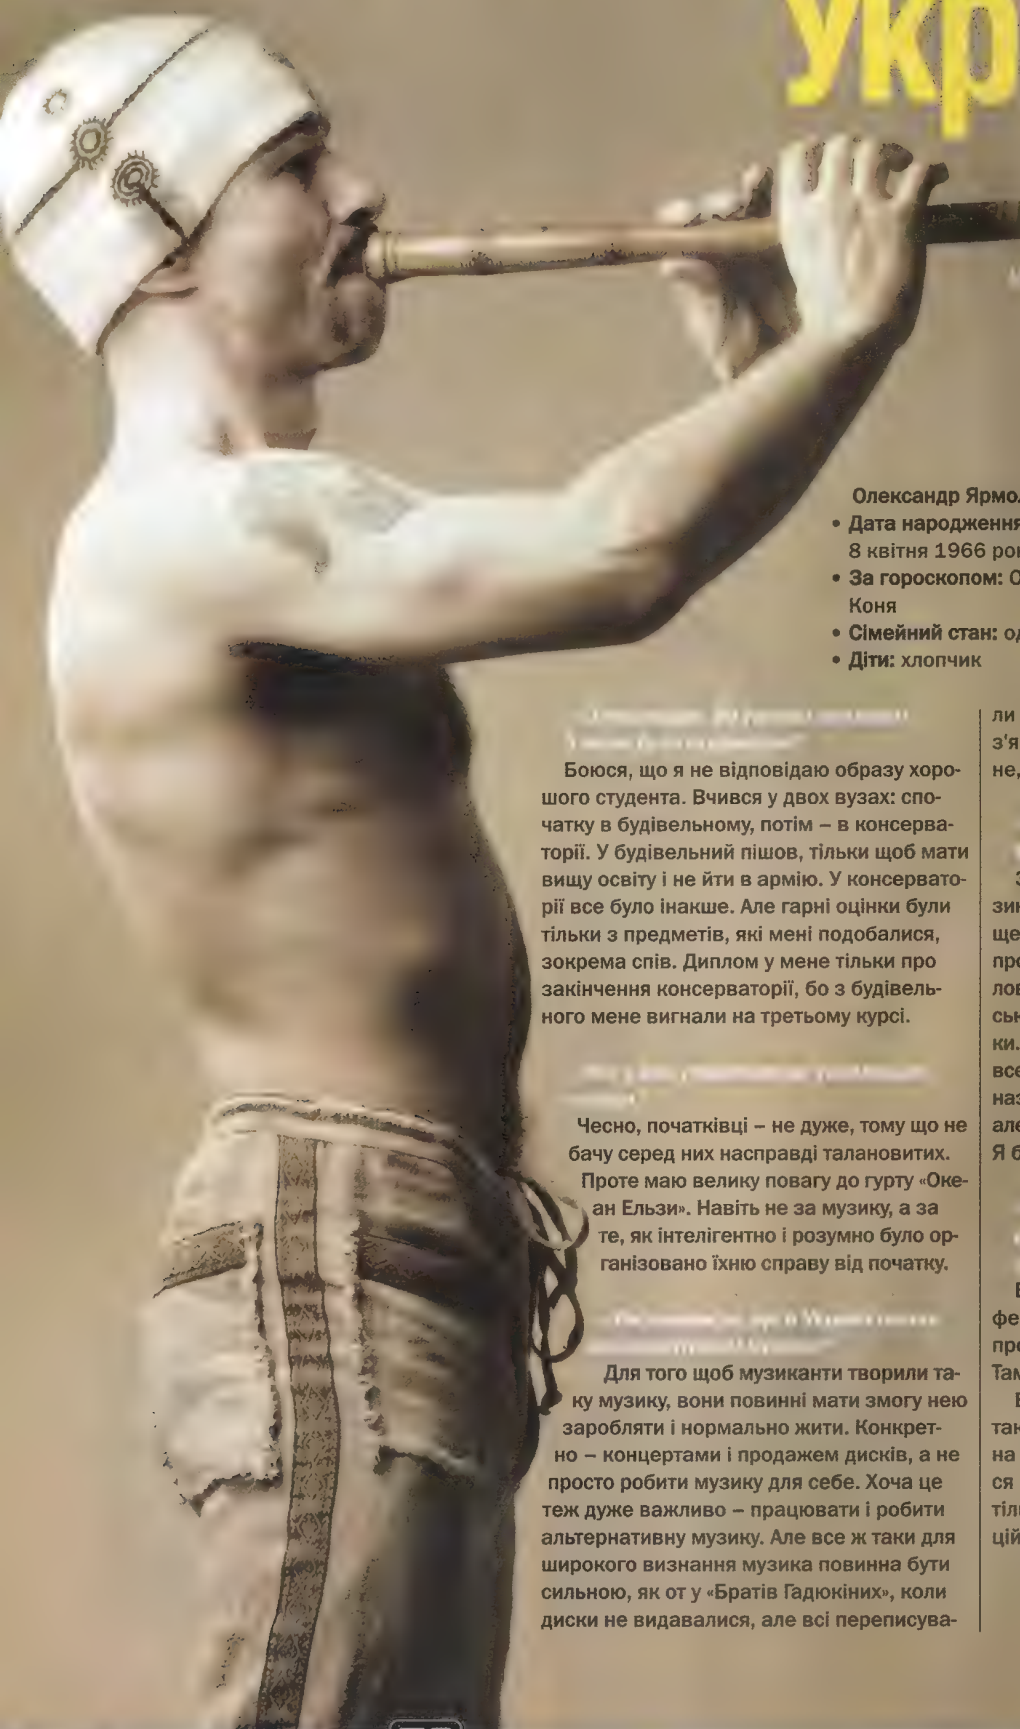 Укр
Олександр Ярмо
• Дата народження
8 квітня 1966 ро
• За гороскопом: О
Коня
• Сімейний стан: од
• Діти: хлопчик
Боюся, що я не відповідаю образу хоро-
шого студента. Вчився у двох вузах: спо-
чатку в будівельному, потім – в консерва-
торії. У будівельний пішов, тільки щоб мати
вищу освіту і не йти в армію. У консервато-
рії все було інакше. Але гарні оцінки були
тільки з предметів, які мені подобалися,
зокрема спів. Диплом у мене тільки про
закінчення консерваторії, бо з будівель-
ного мене вигнали на третьому курсі.
Чесно, початківці – не дуже, тому що не
бачу серед них насправді талановитих.
Проте маю велику повагу до гурту «Оке-
ан Ельзи». Навіть не за музику, а за
те, як інтелігентно і розумно було ор-
ганізовано їхню справу від початку.
Для того щоб музиканти творили та-
ку музику, вони повинні мати змогу нею
заробляти і нормально жити. Конкрет-
но – концертами і продажем дисків, а не
просто робити музику для себе. Хоча це
теж дуже важливо – працювати і робити
альтернативну музику. Але все ж таки для
широкого визнання музика повинна бути
сильною, як от у «Братів Гадюкіних», коли
диски не видавалися, але всі переписува-
ли
з'я
не,
З
зик
ще
про
лов
ськ
ки.
все
наз
але
Я б
фе
про
Там
так
на
ся
тіль
цій